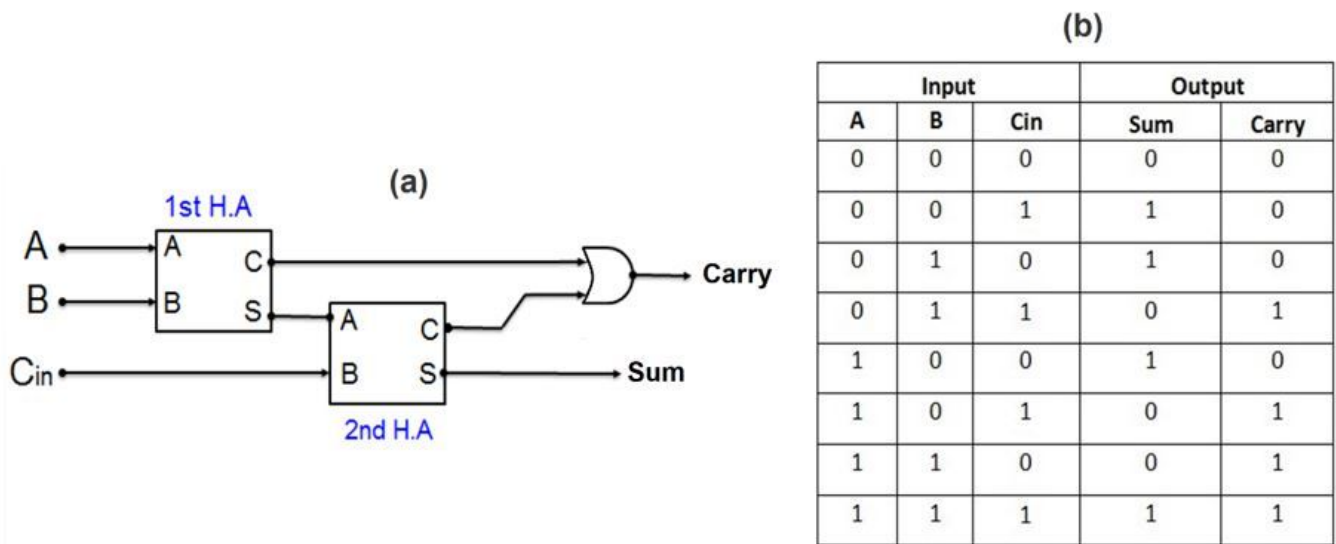 (a)
1st H.A
A
A
C
B
B
S
A
C
Cin
B
S
2nd H.A
Carry
Sum
(b)
Input Output
A B Cin Sum Carry
0 0 0 0 0
0 0 1 1 0
0 1 0 1 0
0 1 1 0 1
1 0 0 1 0
1 0 1 0 1
1 1 0 0 1
1 1 1 1 1